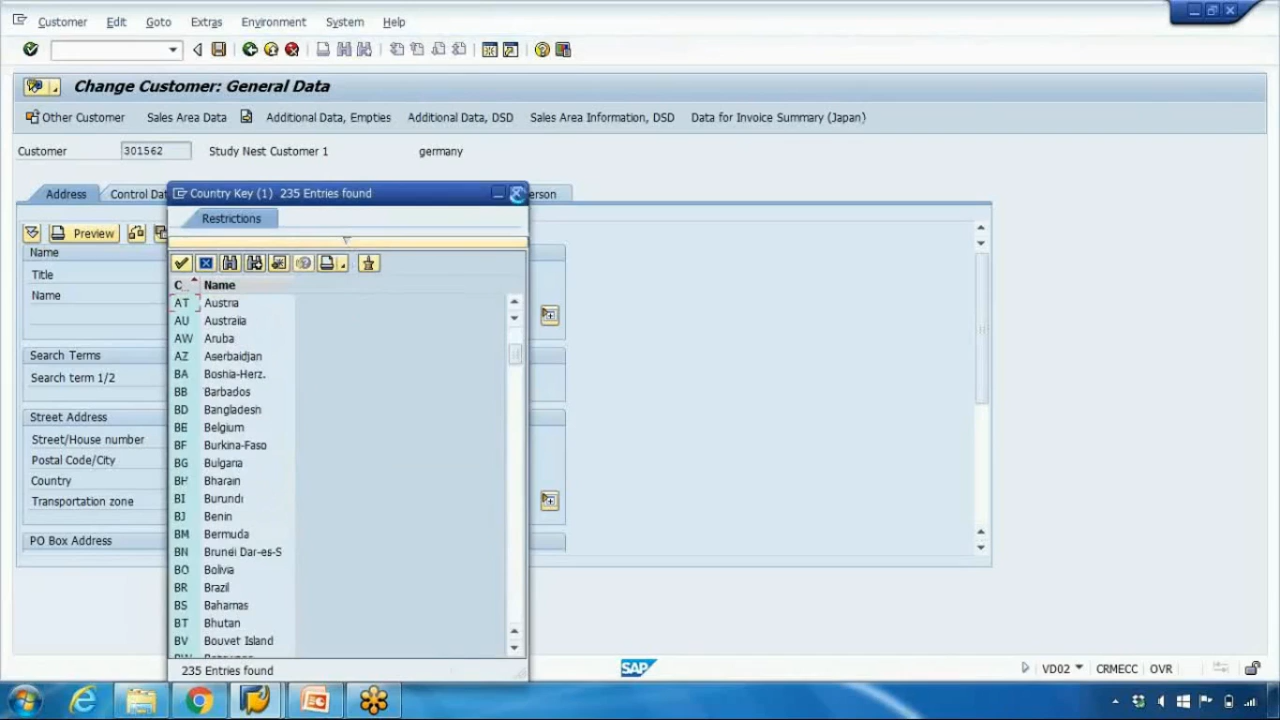 Customer Edit Goto Extras Environment System Help
Change Customer: General Data
Other Customer Sales Area Data Additional Data, Empties Additional Data, DSD Sales Area Information, DSD Data for Invoice Summary (Japan)
Customer 301562 Study Nest Customer 1 germany
Address Control Dat erson
Country Key (1) 235 Entries found
Restrictions
Preview
Name
Title
Name
Search Terms
Search term 1/2
Street Address
Street/House number
Postal Code/City
Country
Transportation zone
PO Box Address
C.. Name
AT Austria
AU Australia
AW Aruba
AZ Aserbaidjan
BA Boshia-Herz.
BB Barbados
BD Bangladesh
BE Belgium
BF Burkina-Faso
BG Bulgaria
BH Bharain
BI Burundi
BJ Benin
BM Bermuda
BN Brunei Dar-es-S
BO Bolivia
BR Brazil
BS Bahamas
BT Bhutan
BV Bouvet Island
235 Entries found
SAP
VD02 CRMECC OVR